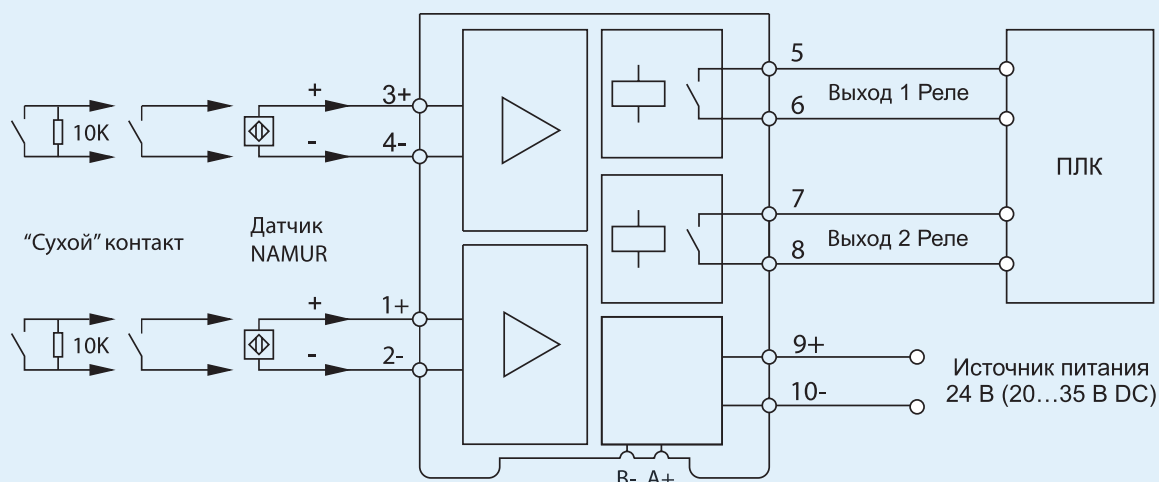 +
3+
10K
-
4-
"Сухой" контакт
Датчик
NAMUR
+
1+
10K
-
2-
5
Выход 1 Реле
6
7
Выход 2 Реле
8
ПЛК
9+
10-
Источник питания
24 В (20...35 В DC)
B- A+